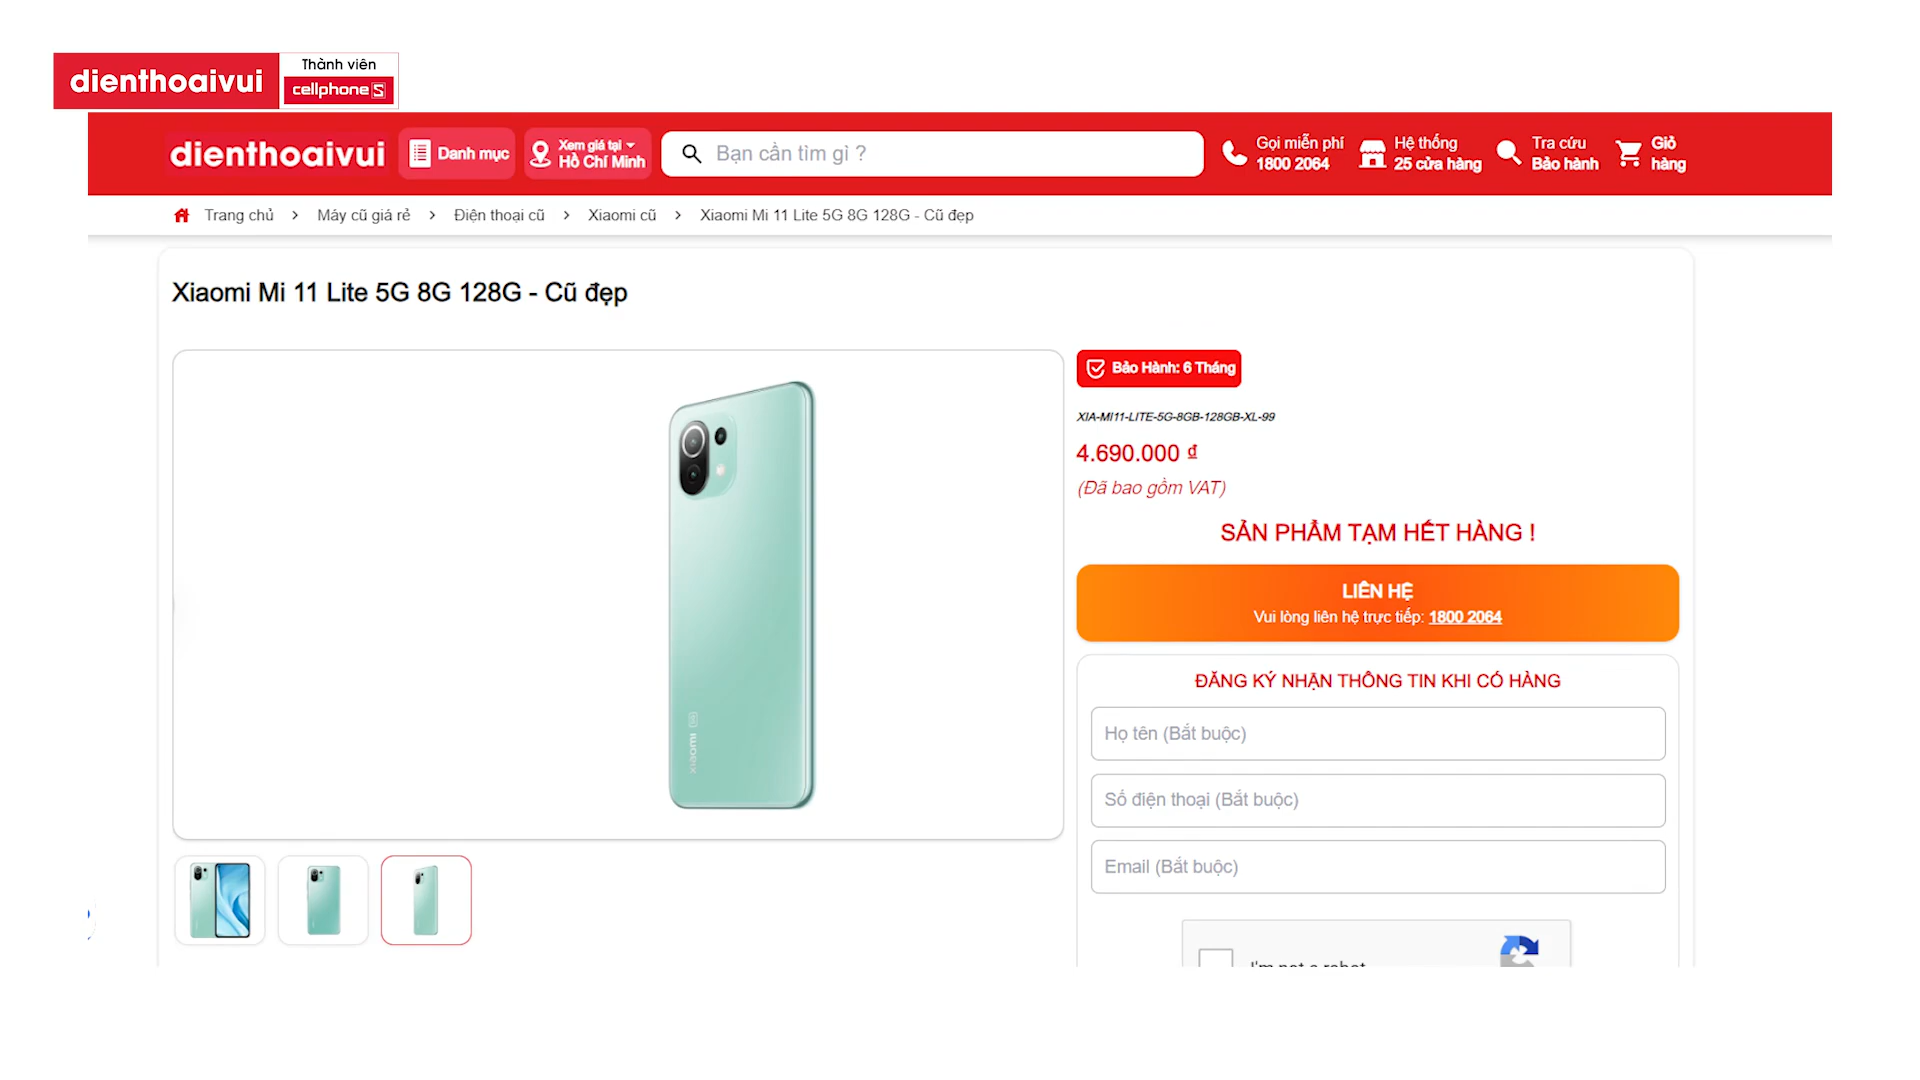 dienthoaivui
Thành viên
cellphoneS
dienthoaivui
Danh mục
Xem giá tại
Hồ Chí Minh
Bạn cần tìm gì ?
Gọi miễn phí
1800 2064
Hệ thống
25 cửa hàng
Tra cứu
Bảo hành
Giỏ
hàng
Trang chủ > Máy cũ giá rẻ > Điện thoại cũ > Xiaomi cũ > Xiaomi Mi 11 Lite 5G 8G 128G - Cũ đẹp
Xiaomi Mi 11 Lite 5G 8G 128G - Cũ đẹp
xiaomi
Bảo Hành: 6 Tháng
XIA-MI11-LITE-5G-8GB-128GB-XL-99
4.690.000 ₫
(Đã bao gồm VAT)
SẢN PHẨM TẠM HẾT HÀNG !
LIÊN HỆ
Vui lòng liên hệ trực tiếp: 1800 2064
ĐĂNG KÝ NHẬN THÔNG TIN KHI CÓ HÀNG
Họ tên (Bắt buộc)
Số điện thoại (Bắt buộc)
Email (Bắt buộc)
I'm not a robot